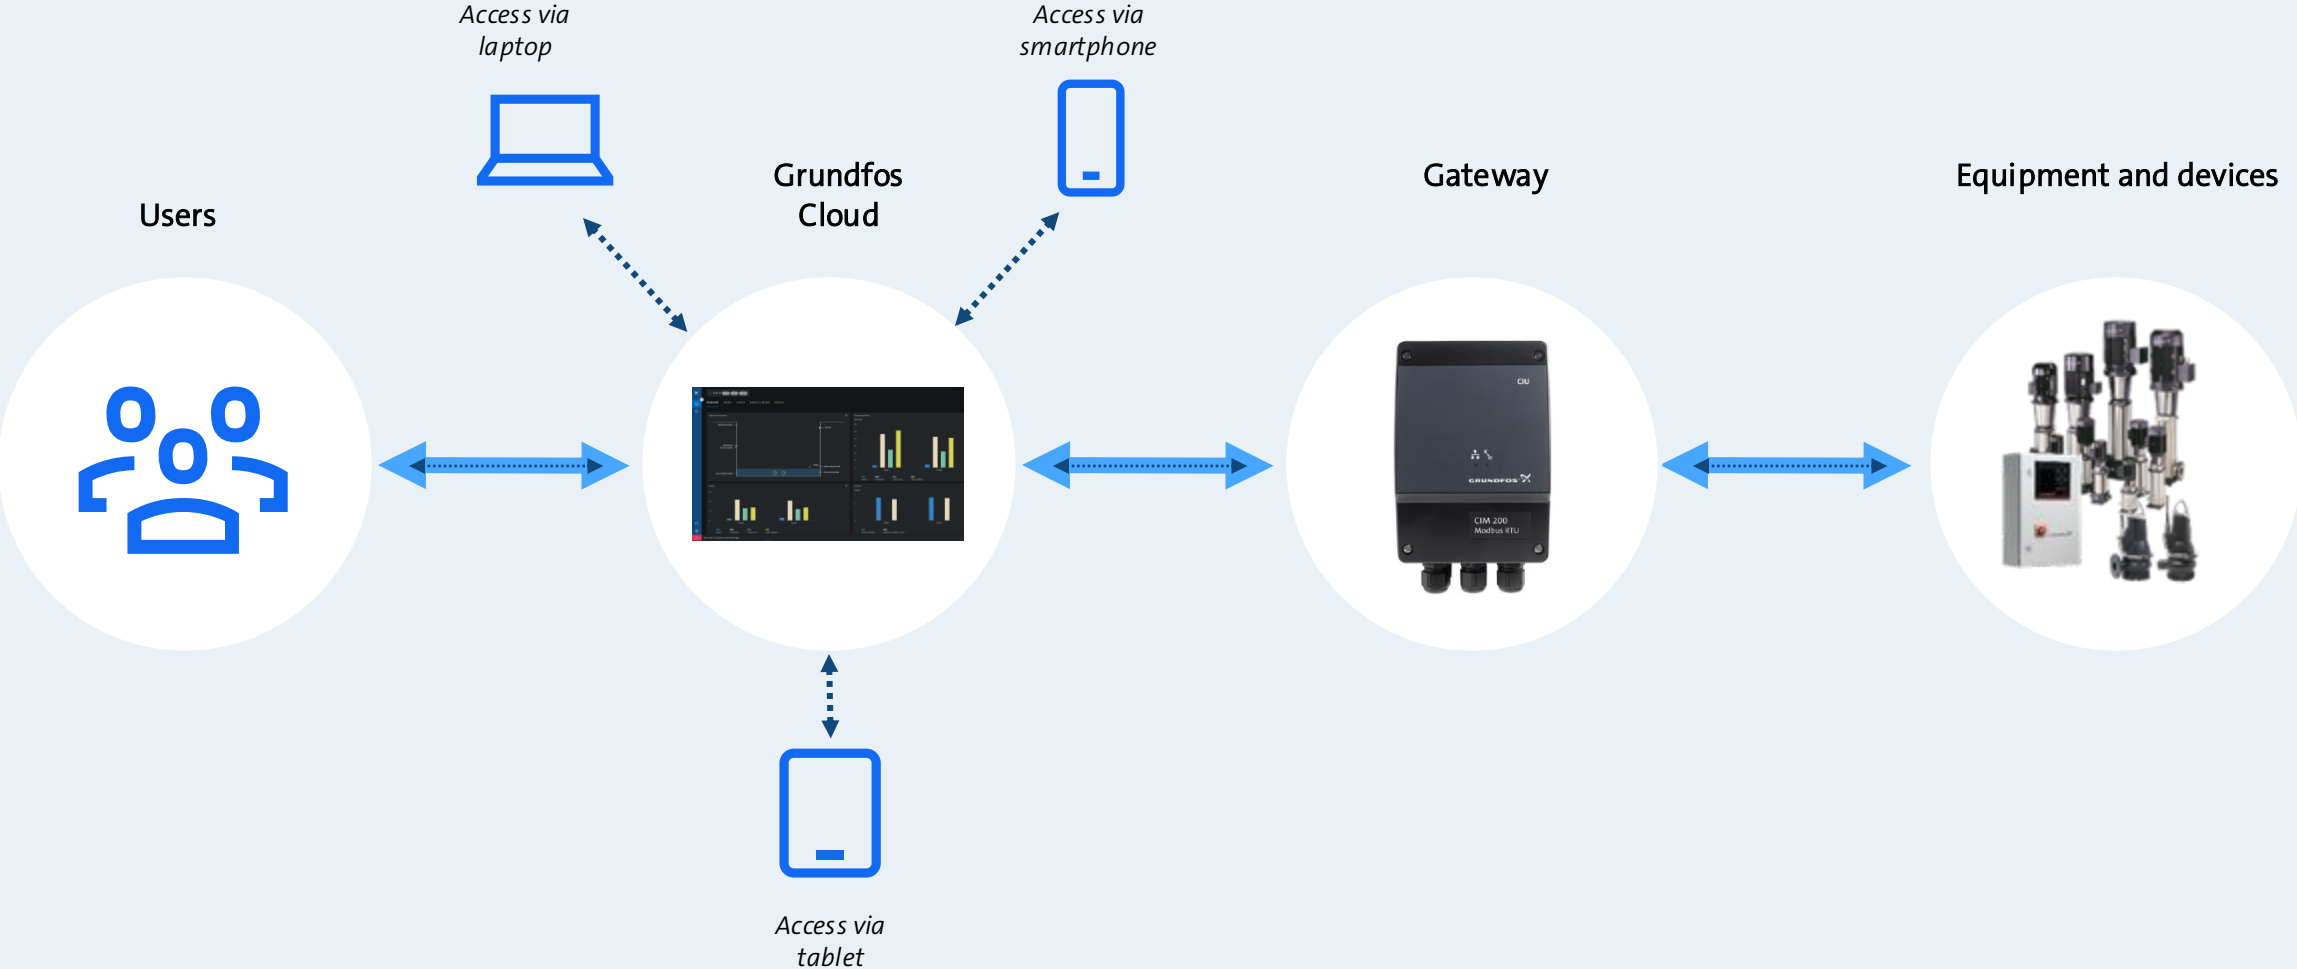 Access via
laptop
Access via
smartphone
Users
Grundfos
Cloud
Gateway
Equipment and devices
CIU
GRUNDFOS
CIM 200
Modbus RTU
Access via
tablet